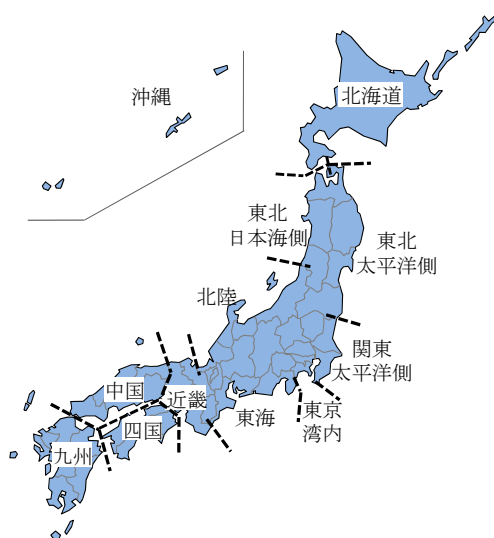 沖縄
北海道
東北
日本海側
東北
太平洋側
北陸
関東
太平洋側
中国
近畿
東海
東京
湾内
四国
九州